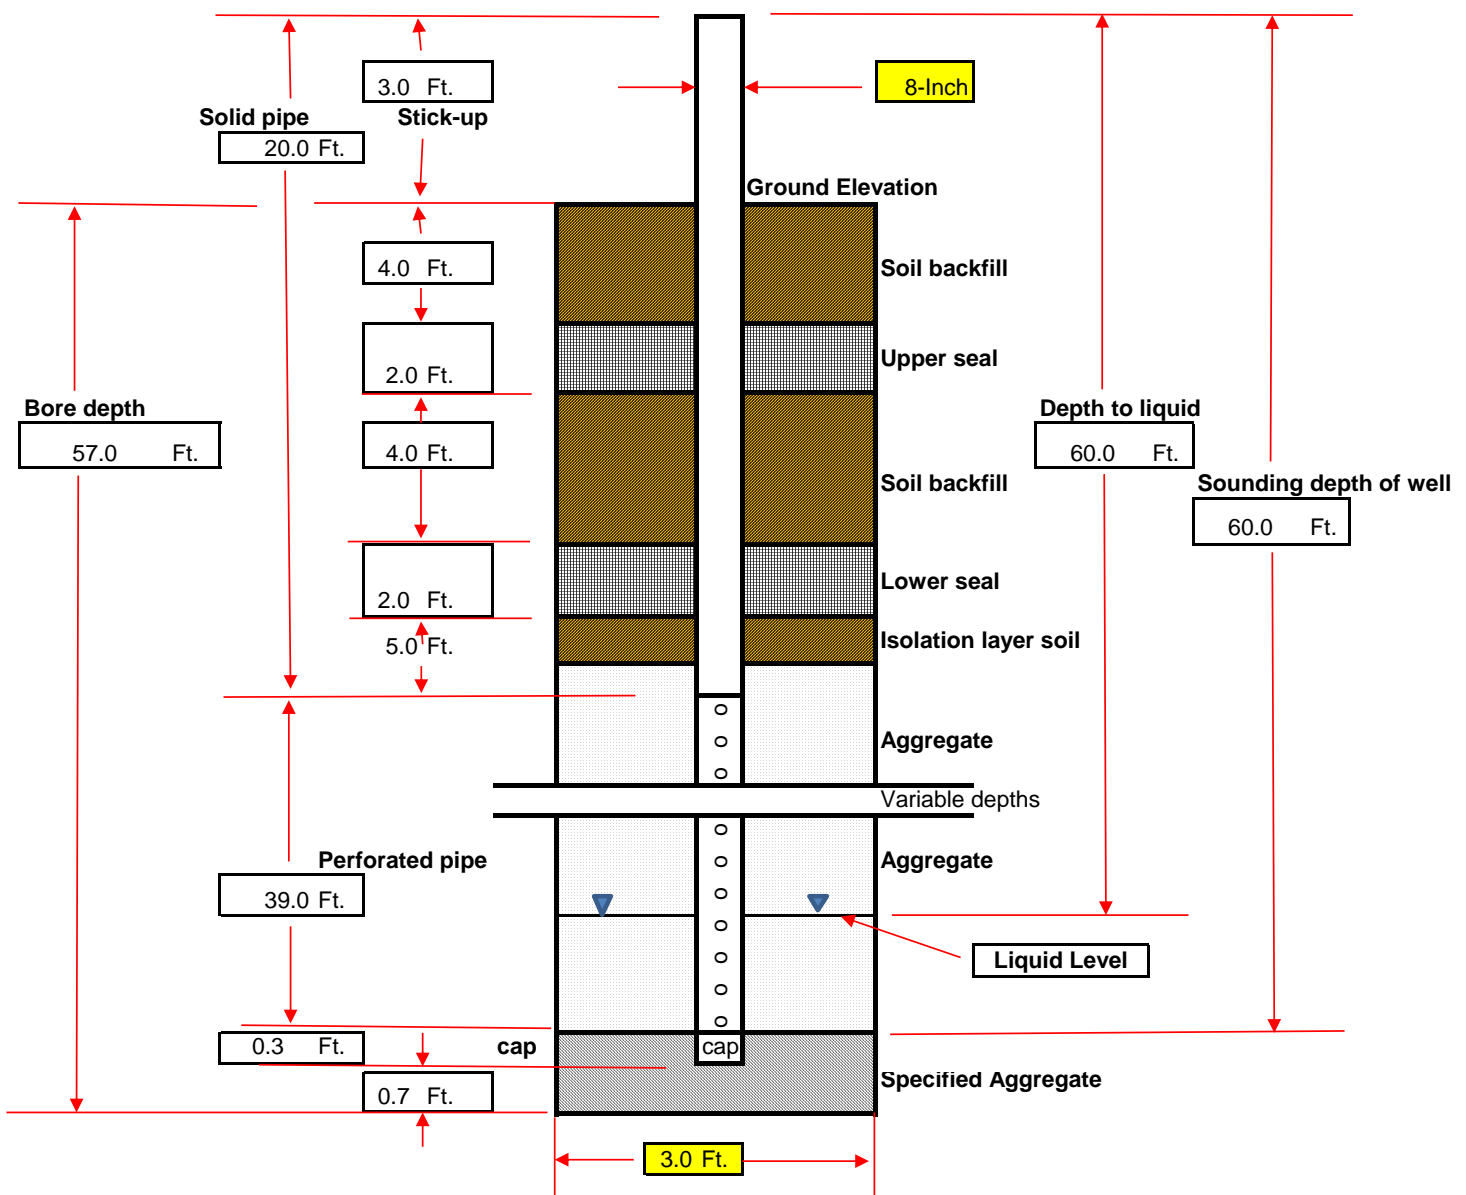 3.0 Ft.
8-Inch
Solid pipe
Stick-up
20.0 Ft.
Ground Elevation
4.0 Ft.
Soil backfill
2.0 Ft.
Upper seal
Bore depth
57.0 Ft.
4.0 Ft.
Depth to liquid
60.0 Ft.
Soil backfill
Sounding depth of well
60.0 Ft.
2.0 Ft.
Lower seal
5.0 Ft.
Isolation layer soil
o
o
Aggregate
o
Variable depths
o
Perforated pipe
o
Aggregate
39.0 Ft.
o
o
o
Liquid Level
o
o
0.3 Ft.
cap
cap
0.7 Ft.
Specified Aggregate
3.0 Ft.